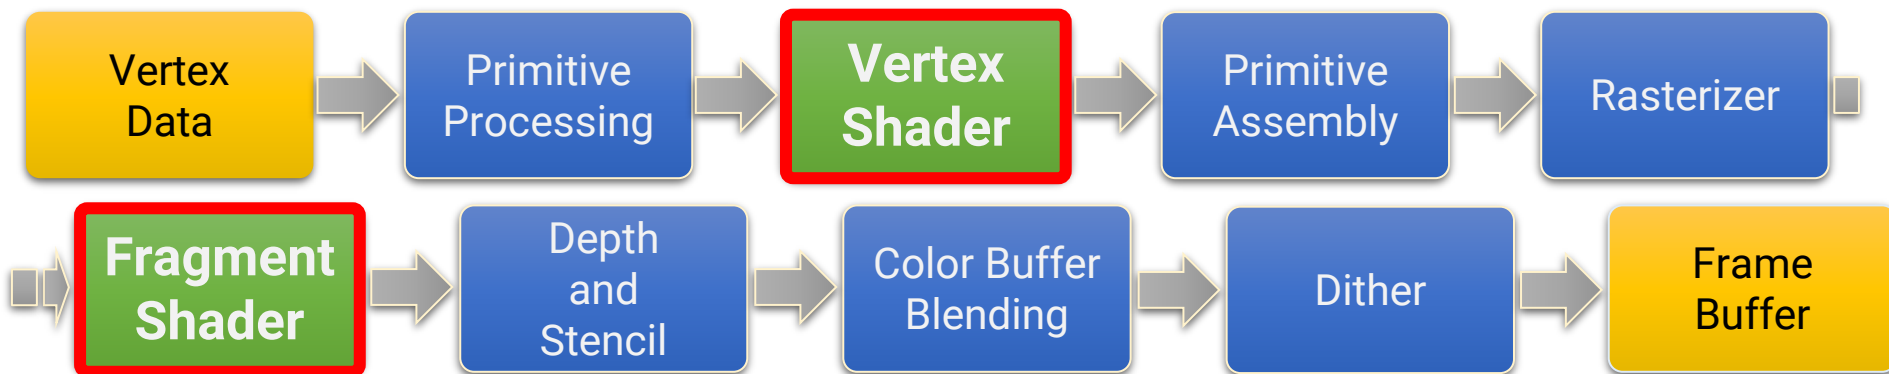 Vertex
Data
Primitive
Processing
Vertex
Shader
Primitive
Assembly
Rasterizer
Fragment
Shader
Depth
and
Stencil
Color Buffer
Blending
Dither
Frame
Buffer